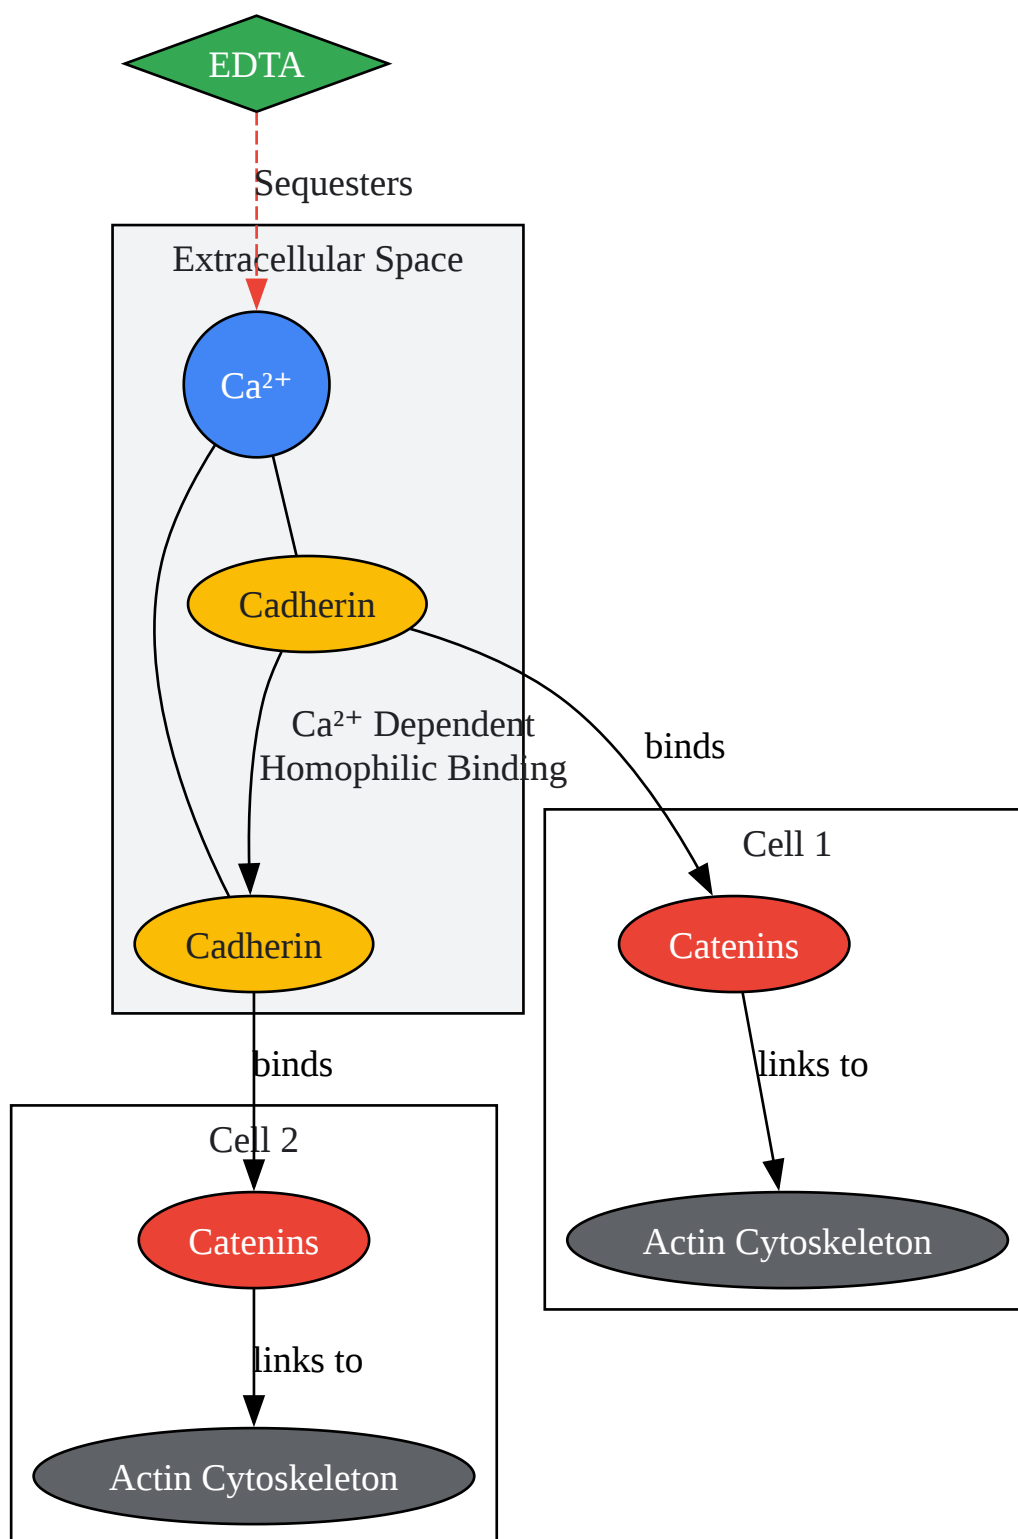 EDTA
Sequesters
Extracellular Space
Ca²⁺
Cadherin
Ca²⁺ Dependent
Homophilic Binding
binds
Cell 1
Cadherin
Catenins
binds
links to
Cell 2
Catenins
Actin Cytoskeleton
links to
Actin Cytoskeleton